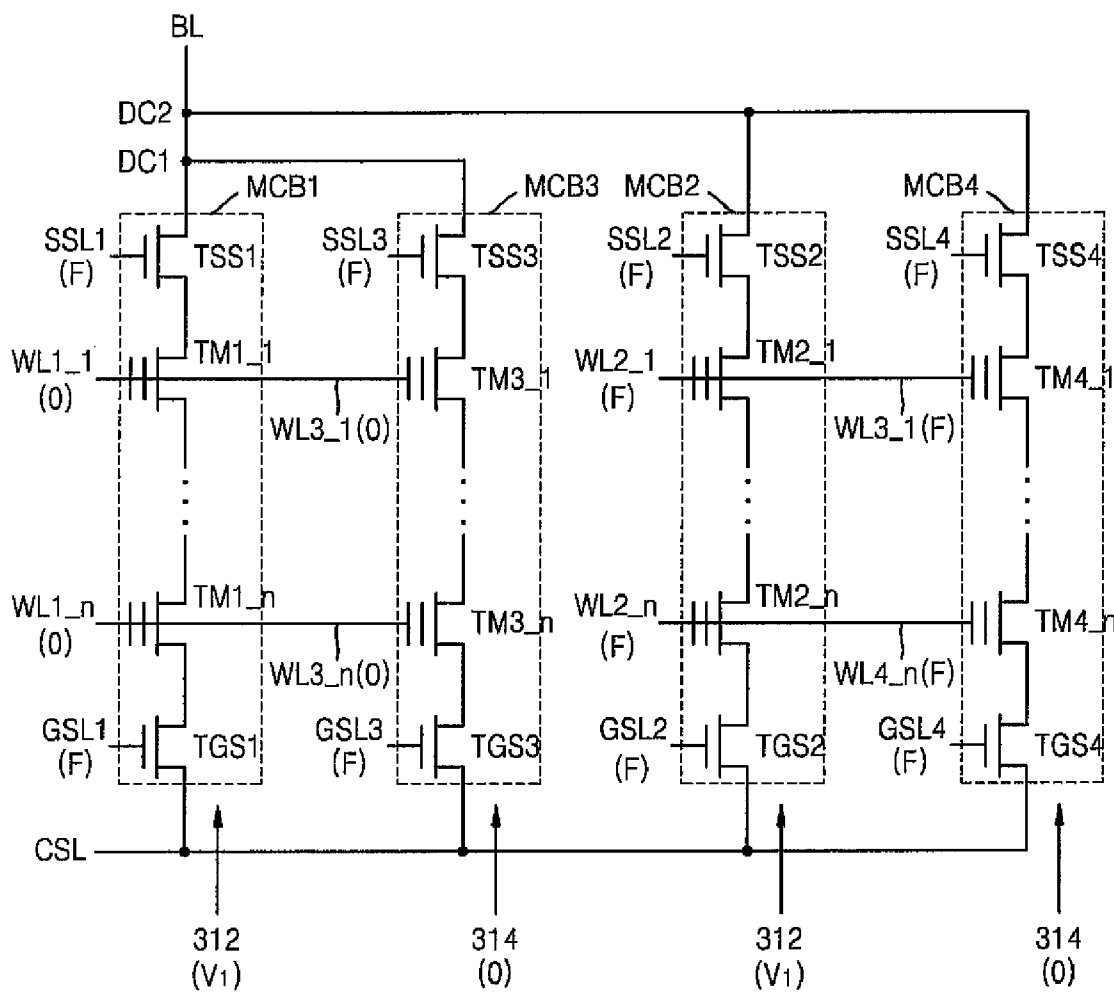 BL
DC2
DC1
MCB1 MCB3 MCB2 MCB4
SSL1 (F) TSS1 SSL3 (F) TSS3 SSL2 (F) TSS2 SSL4 (F) TSS4
WL1_1 (0) TM1_1 TM3_1 WL2_1 (F) TM2_1 TM4_1
WL3_1(0) WL3_1(F)
WL1_n (0) TM1_n TM3_n WL2_n (F) TM2_n TM4_n
WL3_n(0) WL4_n(F)
GSL1 (F) TGS1 GSL3 (F) TGS3 GSL2 (F) TGS2 GSL4 (F) TGS4
CSL
312 314 312 314
(V1) (0) (V1) (0)